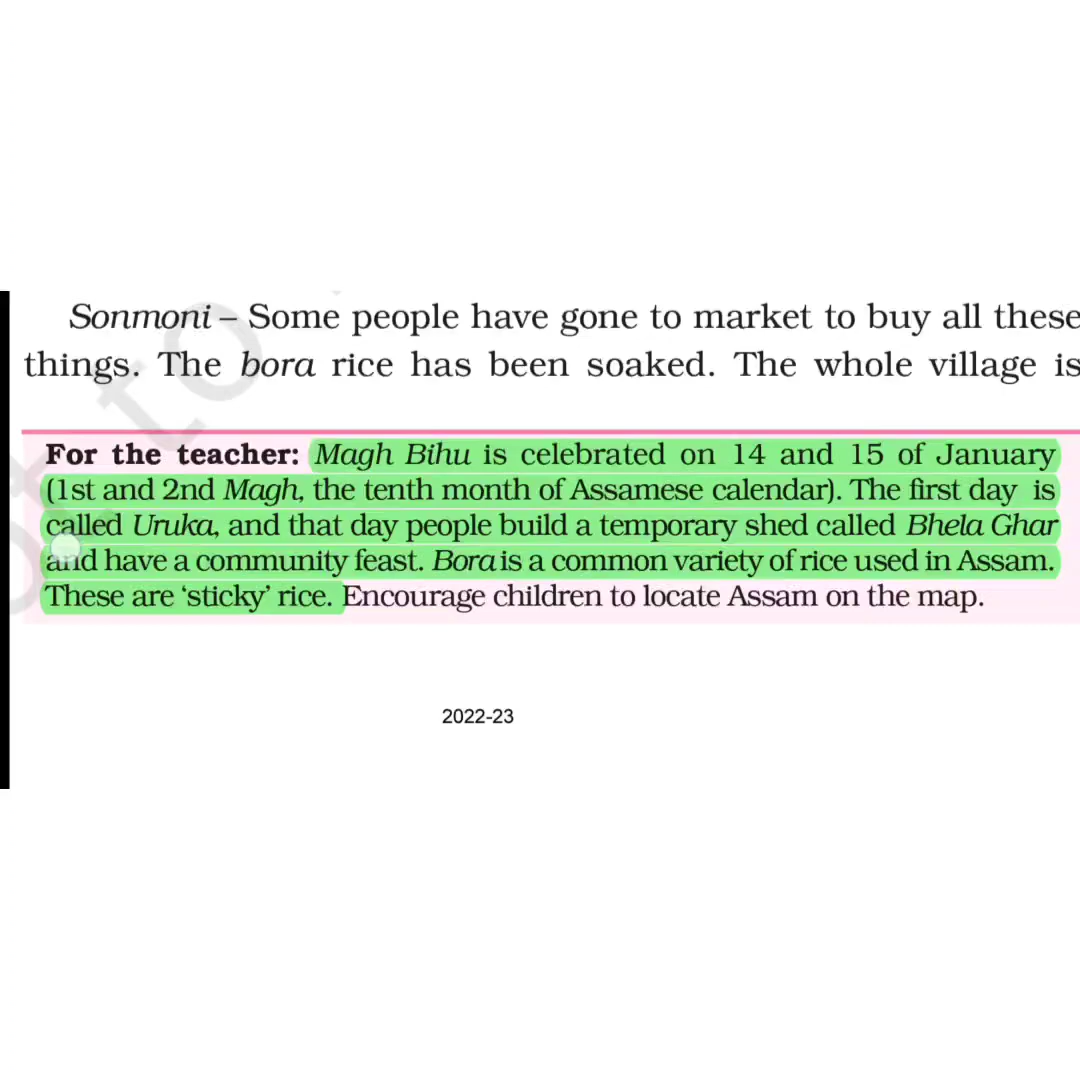 Sonmoni – Some people have gone to market to buy all these
things. The bora rice has been soaked. The whole village is
For the teacher: Magh Bihu is celebrated on 14 and 15 of January
(1st and 2nd Magh, the tenth month of Assamese calendar). The first day is
called Uruka, and that day people build a temporary shed called Bhela Ghar
and have a community feast. Bora is a common variety of rice used in Assam.
These are ‘sticky’ rice. Encourage children to locate Assam on the map.
2022-23